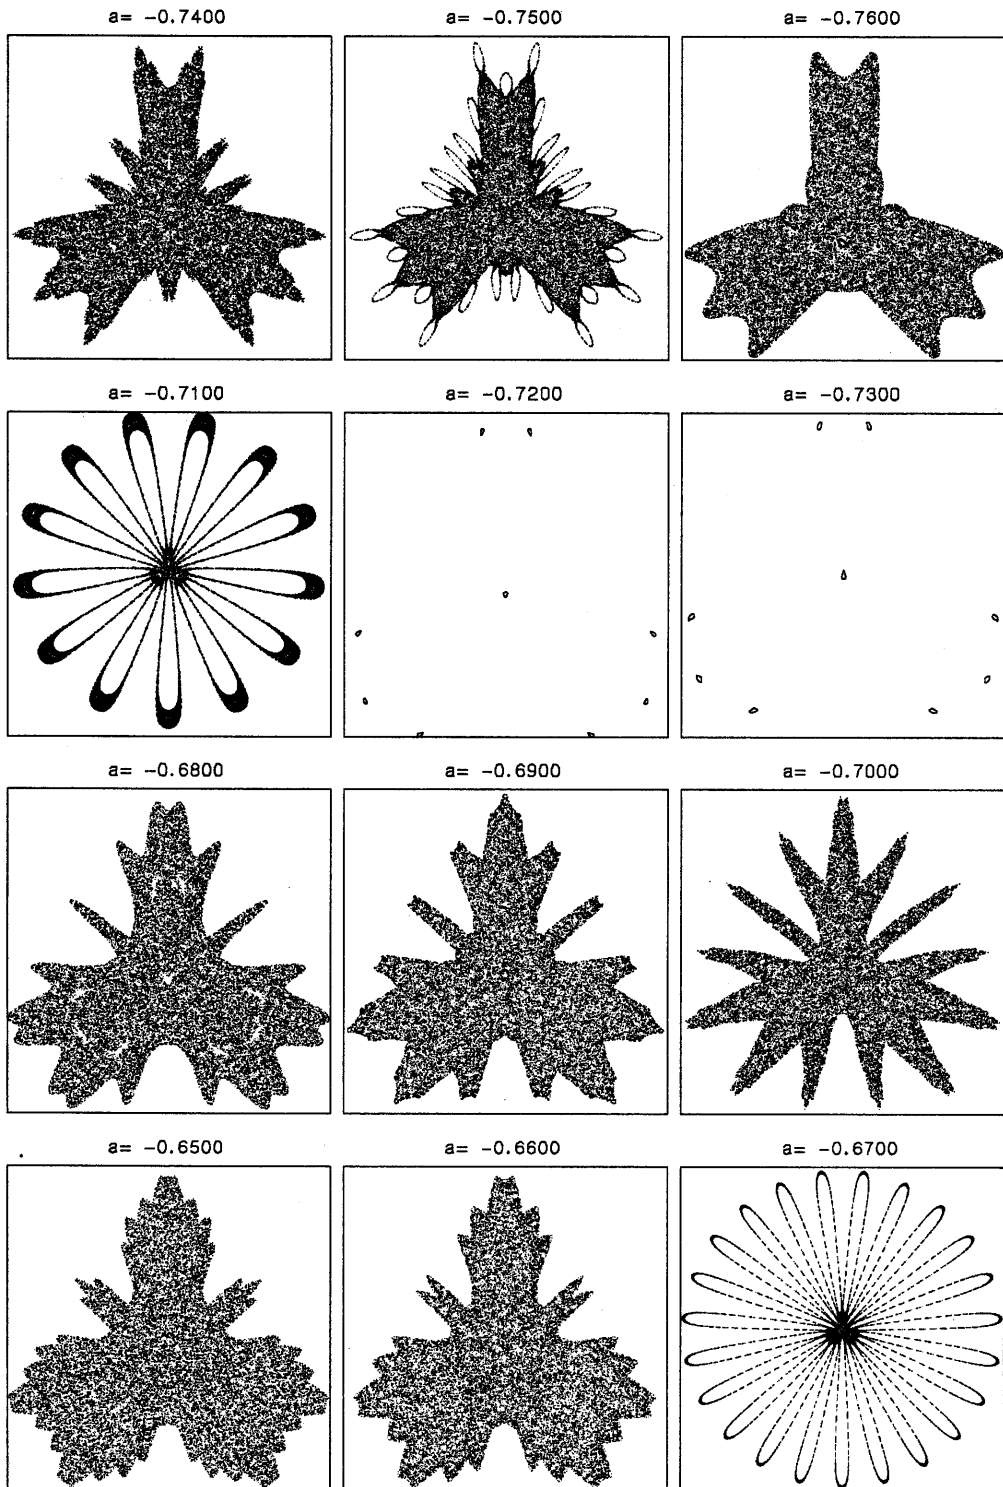 a= -0.7400
a= -0.7500
a= -0.7600
a= -0.7100
a= -0.7200
a= -0.7300
a= -0.6800
a= -0.6900
a= -0.7000
a= -0.6500
a= -0.6600
a= -0.6700